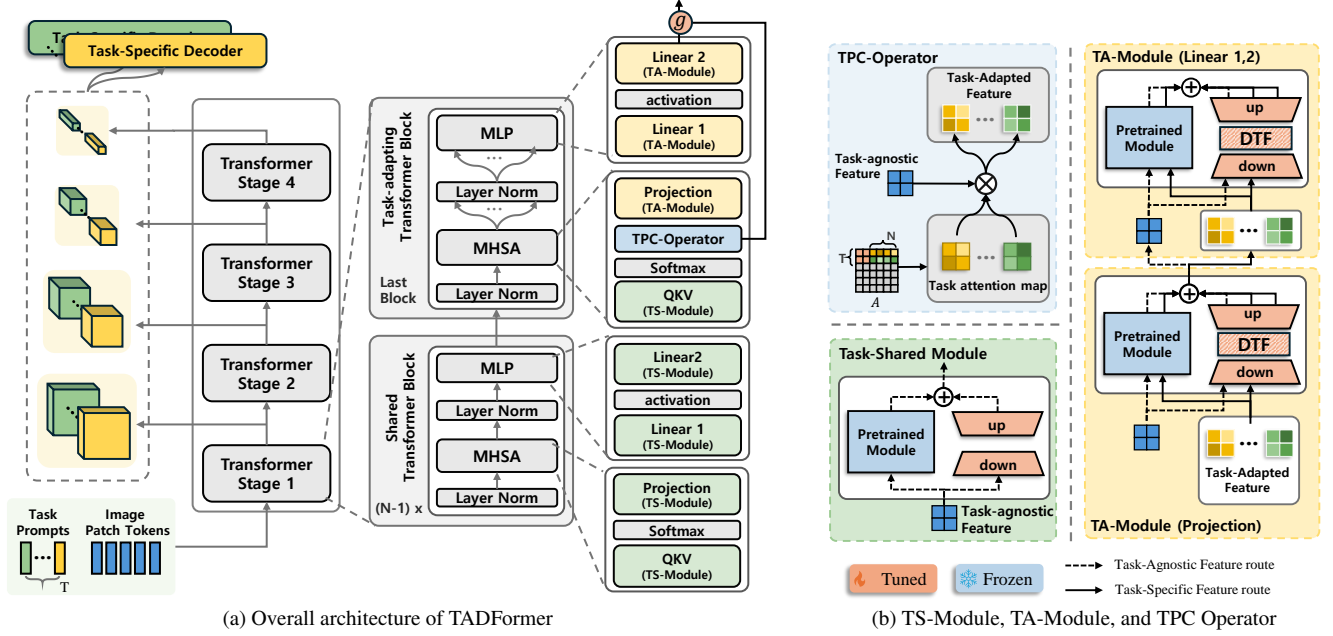 Task-Specific Decoder
Task-Specific Decoder
Transformer
Stage 4
Transformer
Stage 3
Transformer
Stage 2
Transformer
Stage 1
Task
Prompts
Image
Patch Tokens
...
T
Task-adapting
Transformer Block
Last Block
MLP
...
Layer Norm
...
MHSA
Layer Norm
Shared
Transformer Block
(N-1) x
MLP
Layer Norm
MHSA
Layer Norm
g
Linear 2
(TA-Module)
activation
Linear 1
(TA-Module)
Projection
(TA-Module)
TPC-Operator
Softmax
QKV
(TS-Module)
Linear2
(TS-Module)
activation
Linear 1
(TS-Module)
Projection
(TS-Module)
Softmax
QKV
(TS-Module)
(a) Overall architecture of TADFormer
TPC-Operator
Task-Adapted
Feature
...
Task-agnostic
Feature
N
T
A
...
Task attention map
Task-Shared Module
Pretrained
Module
up
down
Task-agnostic
Feature
TA-Module (Linear 1,2)
Pretrained
Module
up
DTF
down
...
Pretrained
Module
up
DTF
down
...
Task-Adapted
Feature
TA-Module (Projection)
Tuned
Frozen
Task-Agnostic Feature route
Task-Specific Feature route
(b) TS-Module, TA-Module, and TPC Operator